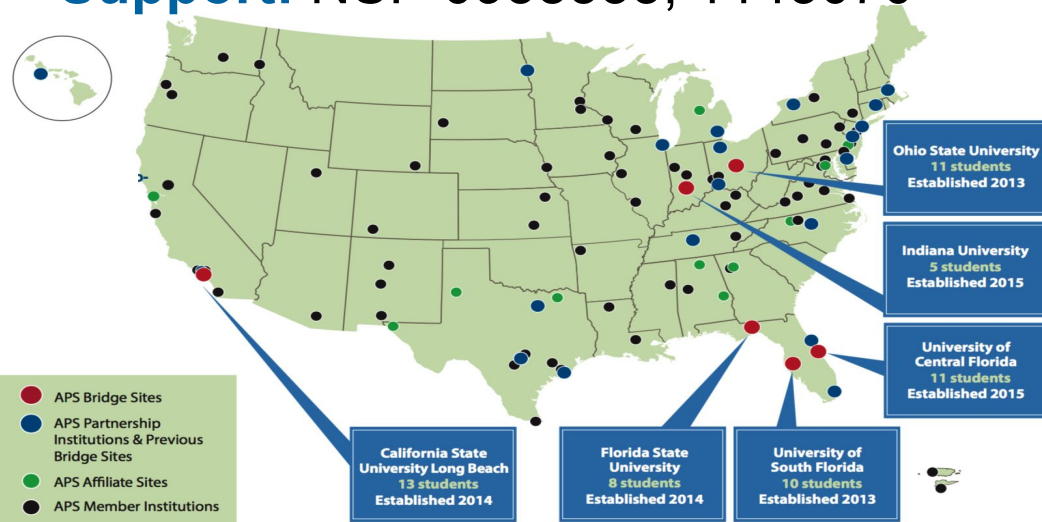 Ohio State University
11 students
Established 2013
Indiana University
5 students
Established 2015
University of
Central Florida
11 students
Established 2015
APS Bridge Sites
APS Partnership
Institutions & Previous
Bridge Sites
APS Affiliate Sites
APS Member Institutions
California State
University Long Beach
13 students
Established 2014
Florida State
University
8 students
Established 2014
University of
South Florida
10 students
Established 2013